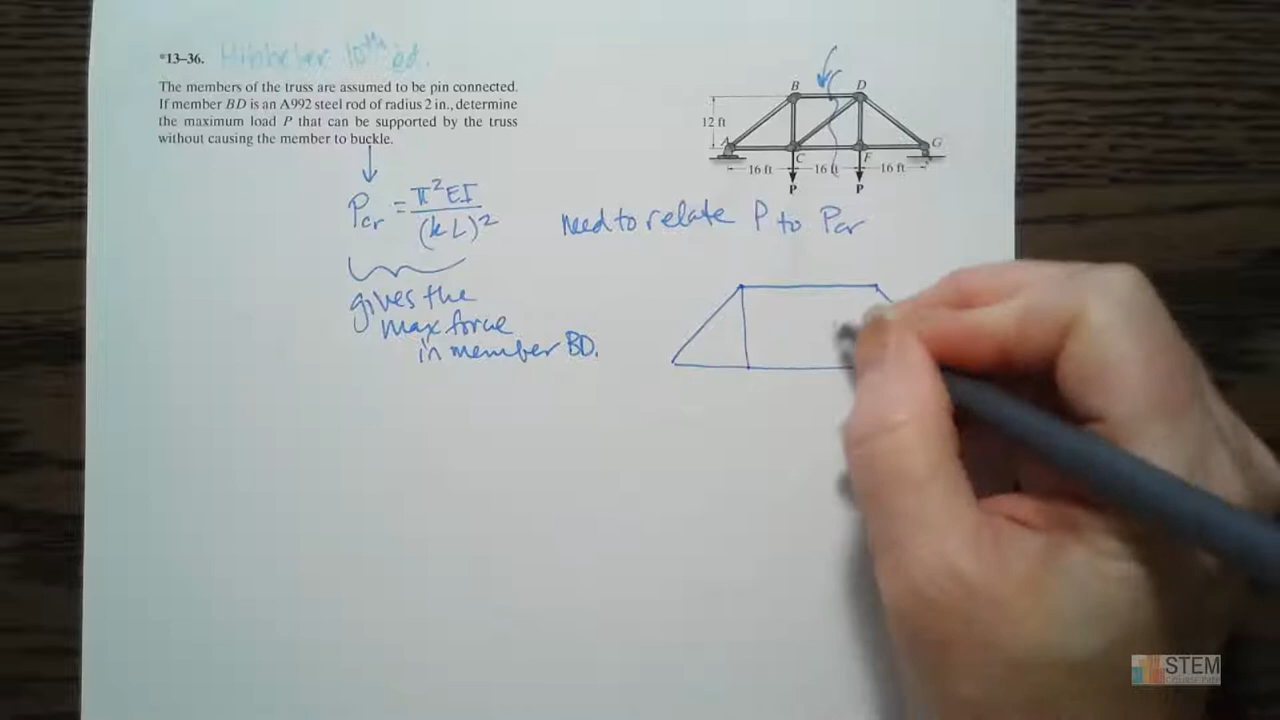 *13–36. Hibbeler 10th ed.
The members of the truss are assumed to be pin connected.
If member BD is an A992 steel rod of radius 2 in., determine
the maximum load P that can be supported by the truss
without causing the member to buckle.
B D
12 ft
A C F G
16 ft 16 ft 16 ft
P P
Pcr = π²EI / (kL)²
need to relate P to Pcr
gives the
max force
in member BD.
STEM